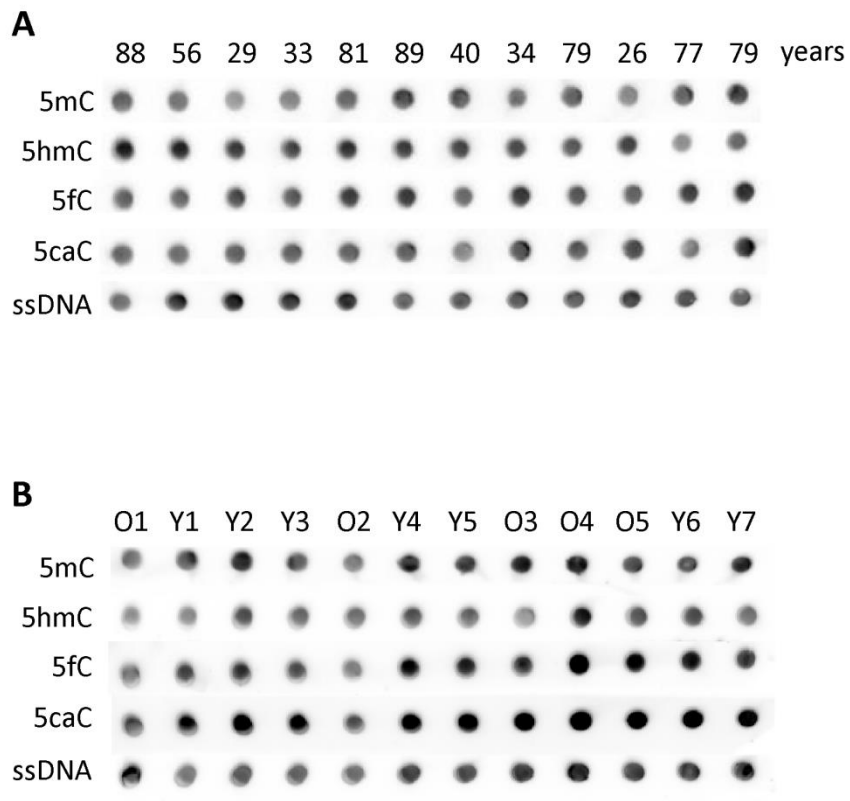 A
88 56 29 33 81 89 40 34 79 26 77 79 years
5mC
5hmC
5fC
5caC
ssDNA
B
O1 Y1 Y2 Y3 O2 Y4 Y5 O3 O4 O5 Y6 Y7
5mC
5hmC
5fC
5caC
ssDNA